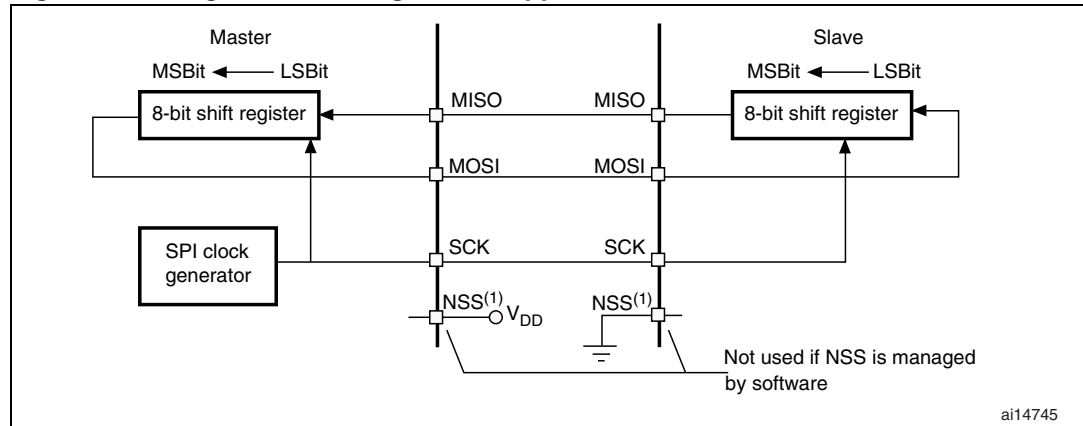 Master
MSBit LSBit
8-bit shift register
MISO
MOSI
SPI clock
generator
SCK
NSS(1)
VDD
Slave
MSBit LSBit
8-bit shift register
MISO
MOSI
SCK
NSS(1)
Not used if NSS is managed
by software
ai14745